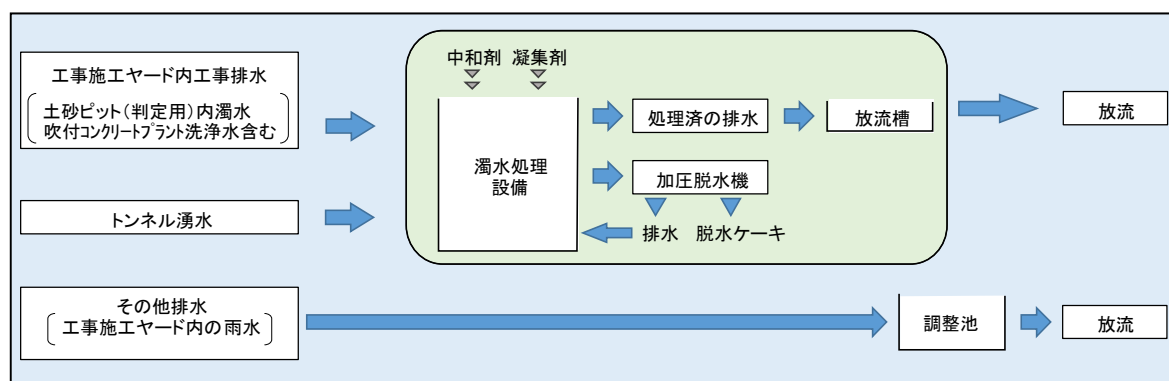 工事施工ヤード内工事排水
土砂ピット(判定用)内濁水
吹付コンクリートプラント洗浄水含む
トンネル湧水
その他排水
工事施工ヤード内の雨水
中和剤 凝集剤
濁水処理
設備
処理済の排水
放流槽
放流
加圧脱水機
排水 脱水ケーキ
調整池
放流